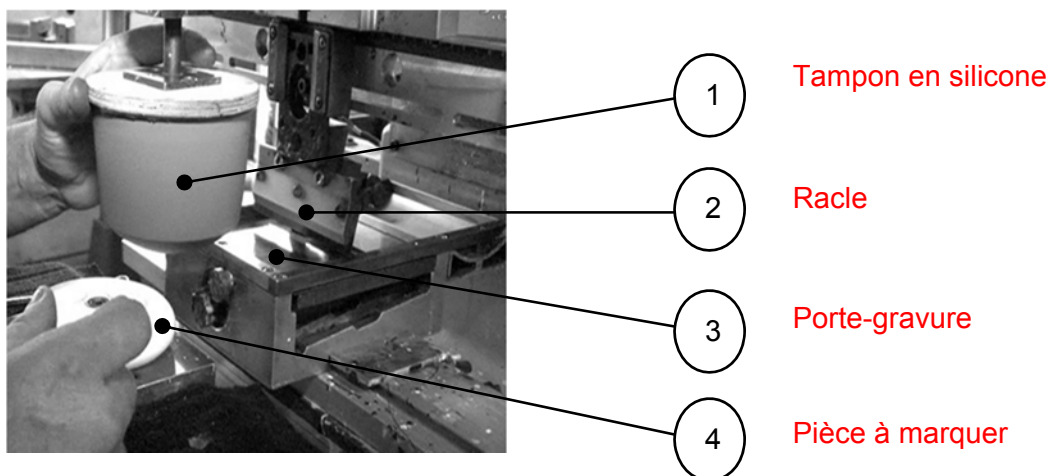 1 Tampon en silicone
2 Racle
3 Porte-gravure
4 Pièce à marquer